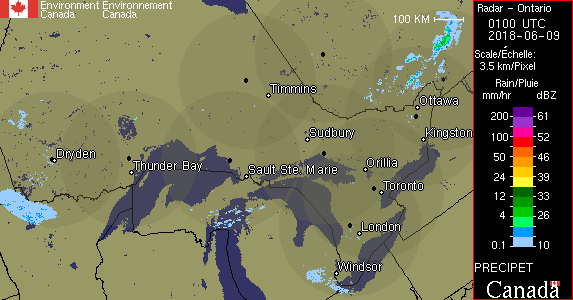 Environment Environnement
Canada Canada
Radar - Ontario
0100 UTC
2018-06-09
100 KM
Scale/Échelle:
3.5 km/Pixel
Rain/Pluie
mm/hr dBZ
200 61
100 52
50 46
24 39
12 33
4 26
0.1 10
Timmins
Ottawa
Sudbury
Kingston
Dryden
Thunder Bay
Sault Ste. Marie
Orillia
Toronto
London
Windsor
PRECIPET
Canada